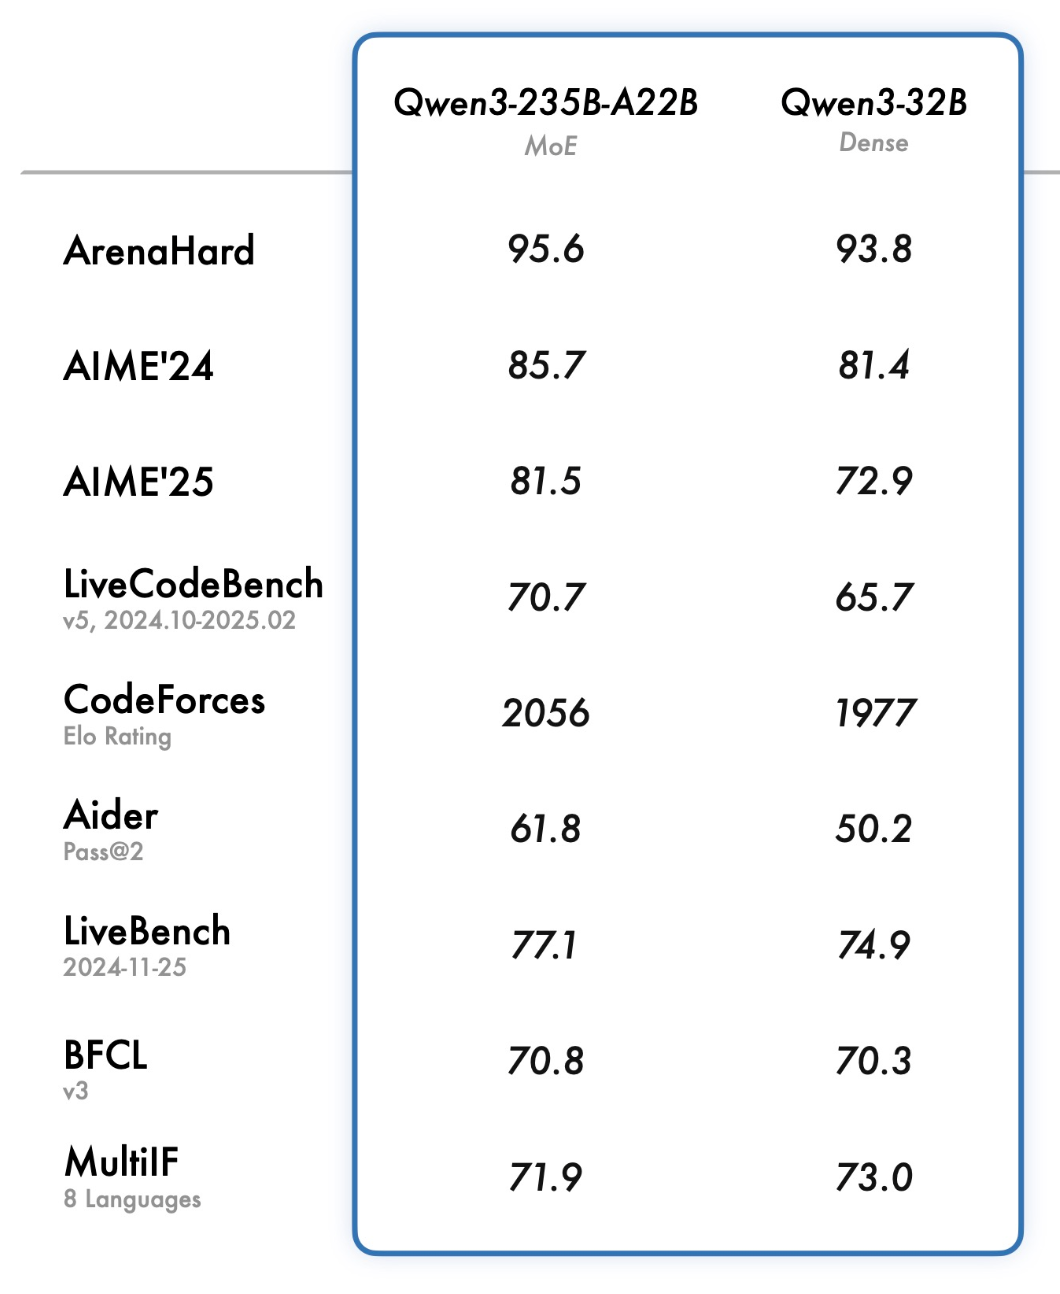 Qwen3-235B-A22B Qwen3-32B
MoE Dense
ArenaHard 95.6 93.8
AIME'24 85.7 81.4
AIME'25 81.5 72.9
LiveCodeBench 70.7 65.7
v5, 2024.10-2025.02
CodeForces 2056 1977
Elo Rating
Aider 61.8 50.2
Pass@2
LiveBench 77.1 74.9
2024-11-25
BFCL 70.8 70.3
v3
MultiIF 71.9 73.0
8 Languages